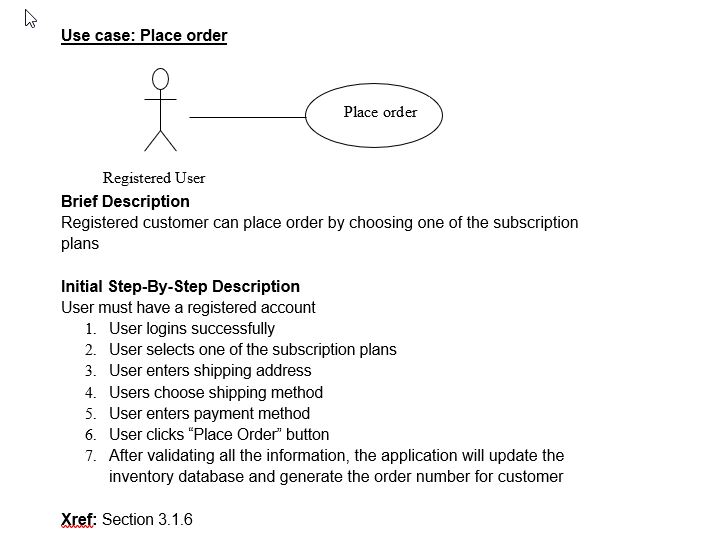 Use case: Place order
Place order
Registered User
Brief Description
Registered customer can place order by choosing one of the subscription
plans
Initial Step-By-Step Description
User must have a registered account
1. User logins successfully
2. User selects one of the subscription plans
3. User enters shipping address
4. Users choose shipping method
5. User enters payment method
6. User clicks “Place Order” button
7. After validating all the information, the application will update the
inventory database and generate the order number for customer
Xref: Section 3.1.6